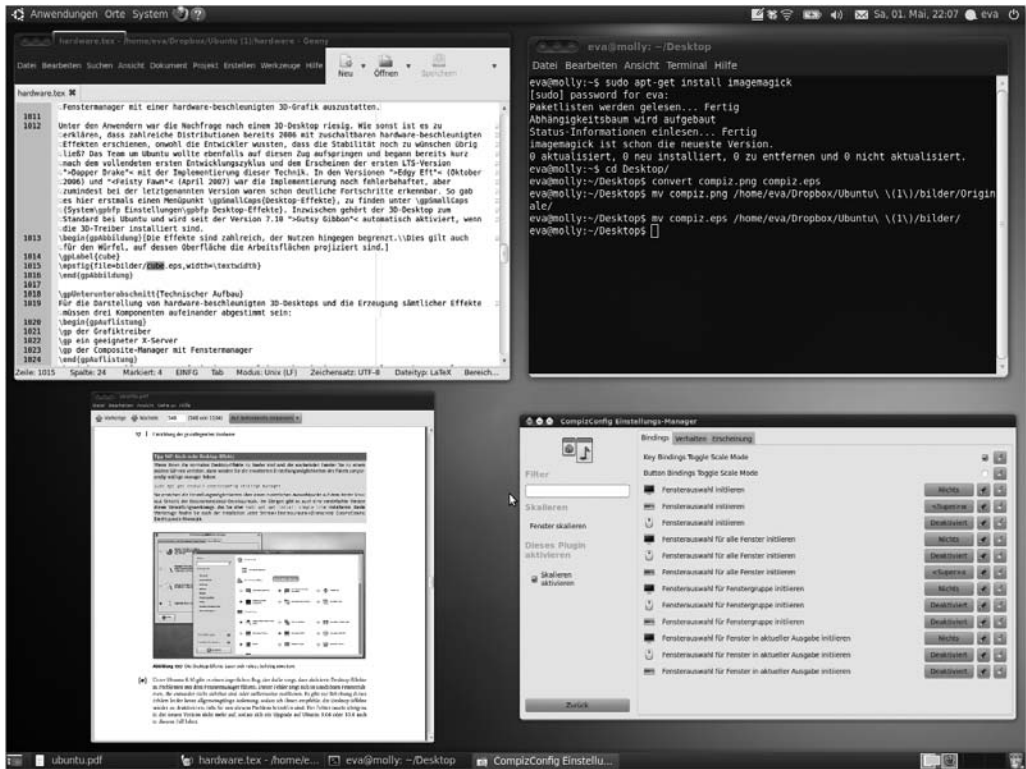 Anwendungen Orte System
Sa, 01. Mai, 22:07 eva
hardware.tex - /home/eva/Dropbox/Ubuntu (1)/hardware - Geany
Datei Bearbeiten Suchen Ansicht Dokument Projekt Erstellen Werkzeuge Hilfe
Neu Öffnen Speichern
hardware.tex
Fenstermanager mit einer hardware-beschleunigten 3D-Grafik auszustatten.
1011
1012 Unter den Anwendern war die Nachfrage nach einem 3D-Desktop riesig. Wie sonst ist es zu
erklären, dass zahlreiche Distributionen bereits 2006 mit zuschaltbaren hardware-beschleunigten
Effekten erschienen, onwohl die Entwickler wussten, dass die Stabilität noch zu wünschen übrig
ließ? Das Team um Ubuntu wollte ebenfalls auf diesen Zug aufspringen und begann bereits kurz
nach dem vollendeten ersten Entwicklungszyklus und dem Erscheinen der ersten LTS-Version
">Dapper Drake"< mit der Implementierung dieser Technik. In den Versionen ">Edgy Eft"< (Oktober
2006) und "<Feisty Fawn"< (April 2007) war die Implementierung noch fehlerbehaftet, aber
zumindest bei der letztgenannten Version waren schon deutliche Fortschritte erkennbar. So gab
es hier erstmals einen Menüpunkt \gpSmallCaps{Desktop-Effekte}, zu finden unter \gpSmallCaps
{System\gpbfp Einstellungen\gpbfp Desktop-Effekte}. Inzwischen gehört der 3D-Desktop zum
Standard bei Ubuntu und wird seit der Version 7.10 ">Gutsy Gibbon"< automatisch aktiviert, wenn
die 3D-Treiber installiert sind.
1013 \begin{gpAbbildung}[Die Effekte sind zahlreich, der Nutzen hingegen begrenzt.\\Dies gilt auch
für den Würfel, auf dessen Oberfläche die Arbeitsflächen projiziert sind.]
1014 \gpLabel{cube}
1015 \epsfig{file=bilder/cube.eps,width=\textwidth}
1016 \end{gpAbbildung}
1017
1018 \gpUnterunterabschnitt{Technischer Aufbau}
1019 Für die Darstellung von hardware-beschleunigten 3D-Desktops und die Erzeugung sämtlicher Effekte
müssen drei Komponenten aufeinander abgestimmt sein:
1020 \begin{gpAuflistung}
1021 \gp der Grafiktreiber
1022 \gp ein geeigneter X-Server
1023 \gp der Composite-Manager mit Fenstermanager
1024 \end{gpAuflistung}
Zeile: 1015 Spalte: 24 Markiert: 4 EINFG Tab Modus: Unix (LF) Zeichensatz: UTF-8 Dateityp: LaTeX Bereich...
eva@molly: ~/Desktop
Datei Bearbeiten Ansicht Terminal Hilfe
eva@molly:~$ sudo apt-get install imagemagick
[sudo] password for eva:
Paketlisten werden gelesen... Fertig
Abhängigkeitsbaum wird aufgebaut
Status-Informationen einlesen... Fertig
imagemagick ist schon die neueste Version.
0 aktualisiert, 0 neu installiert, 0 zu entfernen und 0 nicht aktualisiert.
eva@molly:~$ cd Desktop/
eva@molly:~/Desktop$ convert compiz.png compiz.eps
eva@molly:~/Desktop$ mv compiz.png /home/eva/Dropbox/Ubuntu\ \(1\)/bilder/Origin
ale/
eva@molly:~/Desktop$ mv compiz.eps /home/eva/Dropbox/Ubuntu\ \(1\)/bilder/
eva@molly:~/Desktop$
ubuntu.pdf
CompizConfig Einstellungs-Manager
Bindings Verhalten Erscheinung
Key Bindings Toggle Scale Mode
Button Bindings Toggle Scale Mode
Filter
Skalieren
Fenster skalieren
Dieses Plugin
aktivieren
Skalieren
aktivieren
Fensterauswahl initiieren Nichts
Fensterauswahl initiieren
Fensterauswahl initiieren Deaktiviert
Fensterauswahl für alle Fenster initiieren Nichts
Fensterauswahl für alle Fenster initiieren Deaktiviert
Fensterauswahl für alle Fenster initiieren
Fensterauswahl für Fenstergruppe initiieren Nichts
Fensterauswahl für Fenstergruppe initiieren Deaktiviert
Fensterauswahl für Fenstergruppe initiieren Deaktiviert
Fensterauswahl für Fenster in aktueller Ausgabe initiieren Nichts
Fensterauswahl für Fenster in aktueller Ausgabe initiieren Deaktiviert
Fensterauswahl für Fenster in aktueller Ausgabe initiieren Deaktiviert
Zurück
ubuntu.pdf hardware.tex - /home/e... eva@molly: ~/Desktop CompizConfig Einstellu...